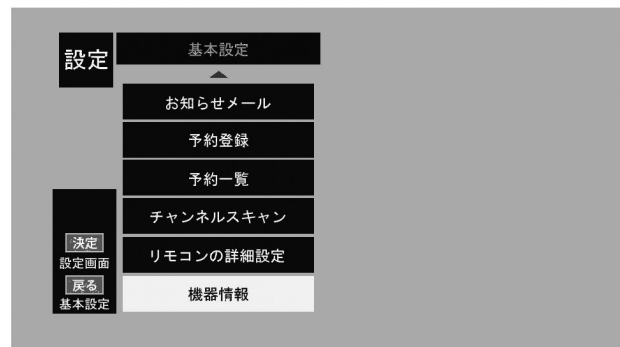 設定
基本設定
お知らせメール
予約登録
予約一覧
チャンネルスキャン
リモコンの詳細設定
機器情報
決定
設定画面
戻る
基本設定